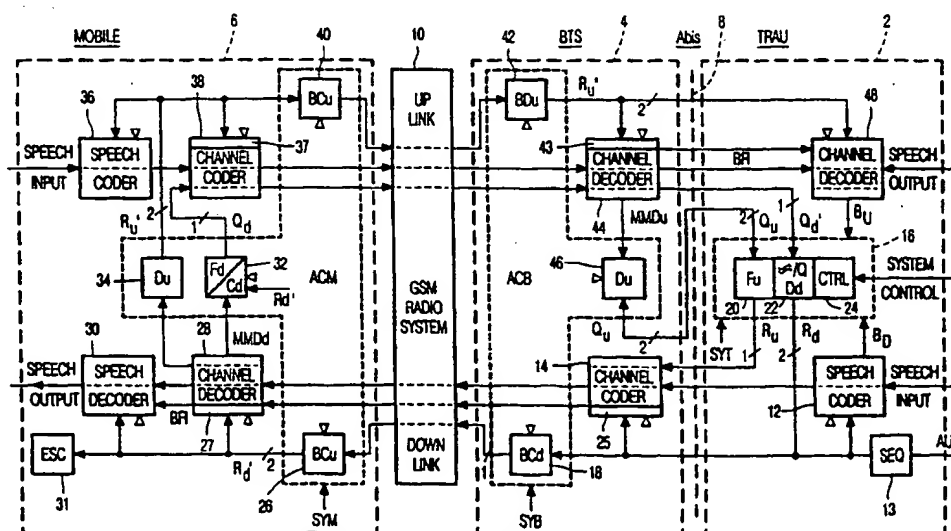 MOBILE
6
40
10
42
BTS
4
Abis
8
TRAU
2
36
38
BCu
UP
LINK
BDu
Ru'
2
48
SPEECH
INPUT
SPEECH
CODER
37
CHANNEL
CODER
43
CHANNEL
DECODER
44
BFI
CHANNEL
DECODER
SPEECH
OUTPUT
Ru'
2
1
Qd
MMDu
2
Qu
1
Qd'
BU
16
34
Du
Fd
Cd
32
Rd'
ACM
GSM
RADIO
SYSTEM
ACB
46
Du
Fu
Dd
CTRL
SYSTEM
CONTROL
20
22
24
30
28
MMDd
Qu
2
14
SYT
Ru
1
Rd
2
BD
SPEECH
OUTPUT
SPEECH
DECODER
CHANNEL
DECODER
CHANNEL
CODER
SPEECH
CODER
SPEECH
INPUT
BFI
27
25
12
ESC
31
Rd'
2
BCu
26
DOWN
LINK
BCd
18
SEQ
13
SYM
SYB